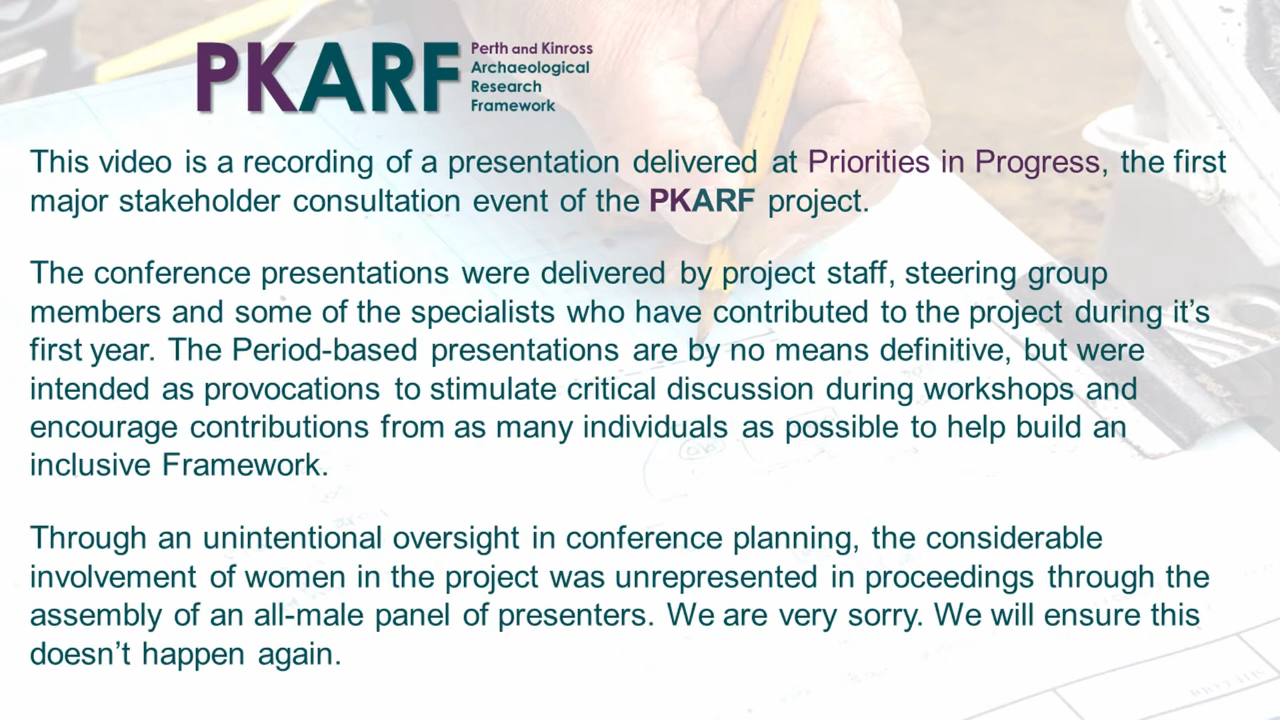 PKARF
Perth and Kinross
Archaeological
Research
Framework
This video is a recording of a presentation delivered at Priorities in Progress, the first
major stakeholder consultation event of the PKARF project.
The conference presentations were delivered by project staff, steering group
members and some of the specialists who have contributed to the project during it's
first year. The Period-based presentations are by no means definitive, but were
intended as provocations to stimulate critical discussion during workshops and
encourage contributions from as many individuals as possible to help build an
inclusive Framework.
Through an unintentional oversight in conference planning, the considerable
involvement of women in the project was unrepresented in proceedings through the
assembly of an all-male panel of presenters. We are very sorry. We will ensure this
doesn't happen again.